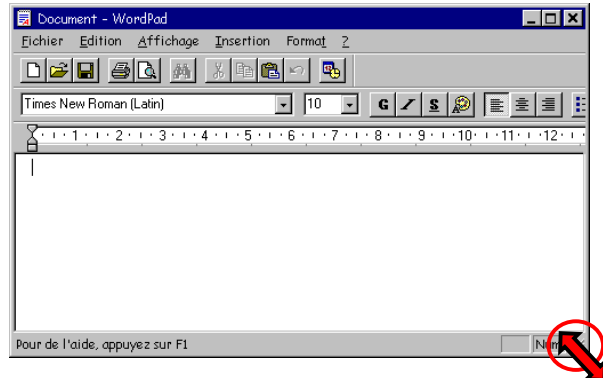 Document - WordPad
Fichier Edition Affichage Insertion Format ?
Times New Roman (Latin) 10 G I S
1 2 3 4 5 6 7 8 9 10 11 12
Pour de l'aide, appuyez sur F1